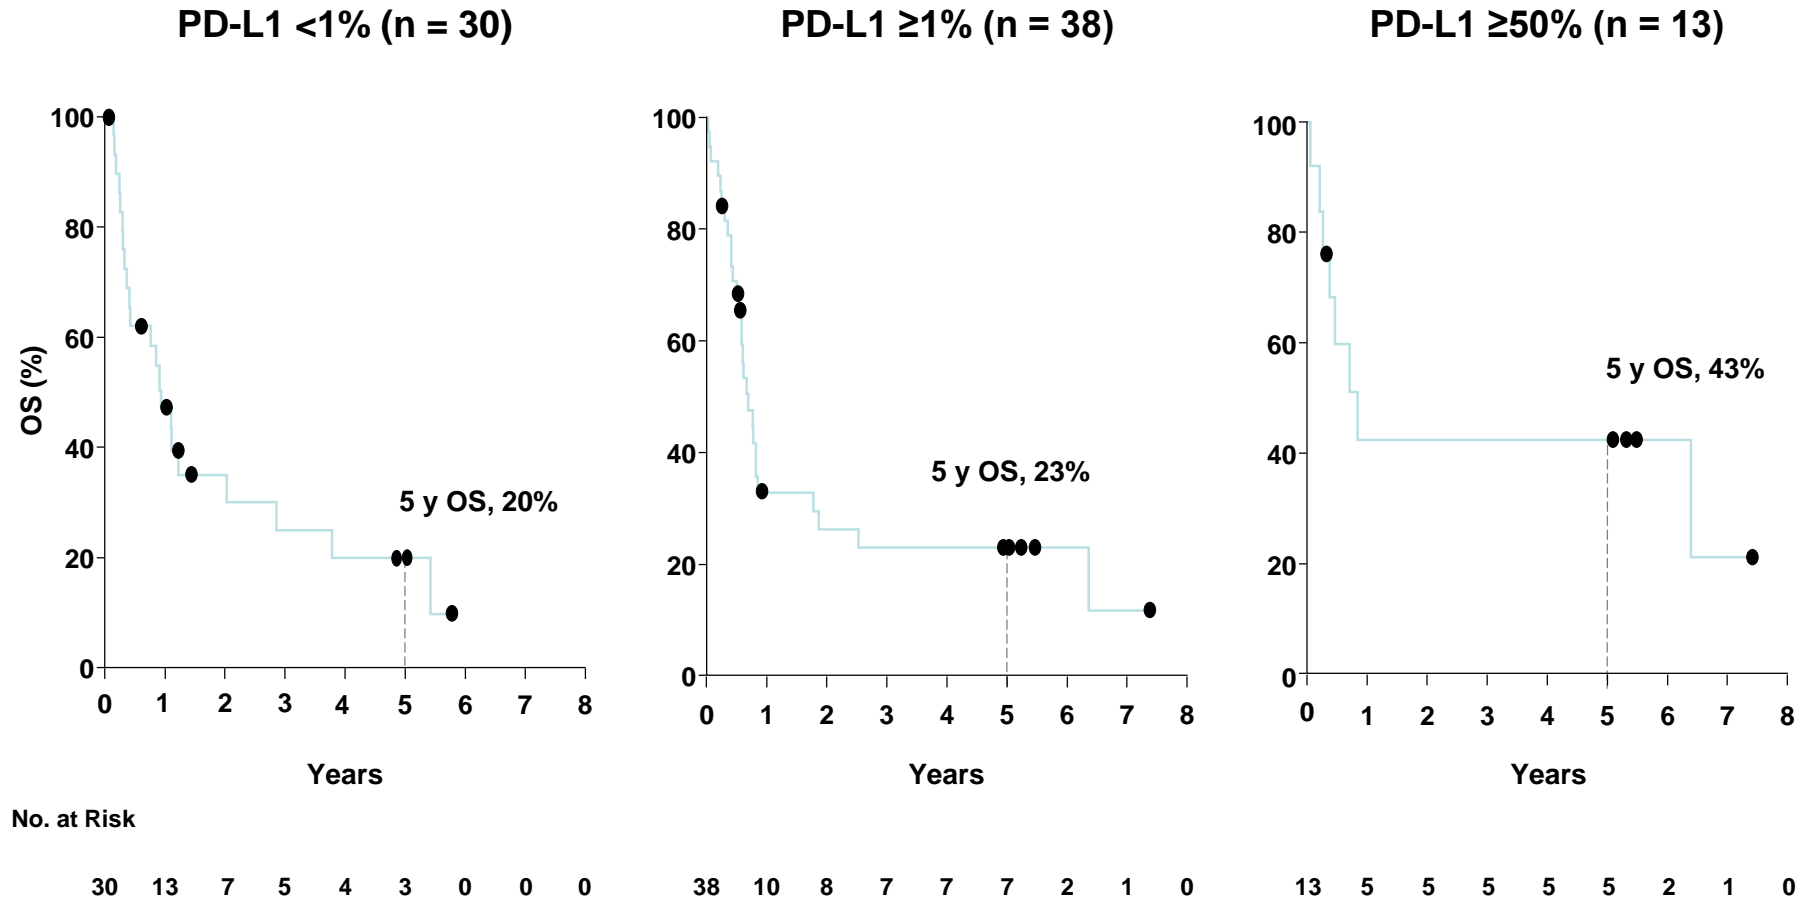 PD-L1 <1% (n = 30)
PD-L1 ≥1% (n = 38)
PD-L1 ≥50% (n = 13)
OS (%)
100
80
60
40
20
0
5 y OS, 20%
0 1 2 3 4 5 6 7 8
Years
100
80
60
40
20
0
5 y OS, 23%
0 1 2 3 4 5 6 7 8
Years
100
80
60
40
20
0
5 y OS, 43%
0 1 2 3 4 5 6 7 8
Years
No. at Risk
30 13 7 5 4 3 0 0 0
38 10 8 7 7 7 2 1 0
13 5 5 5 5 5 2 1 0